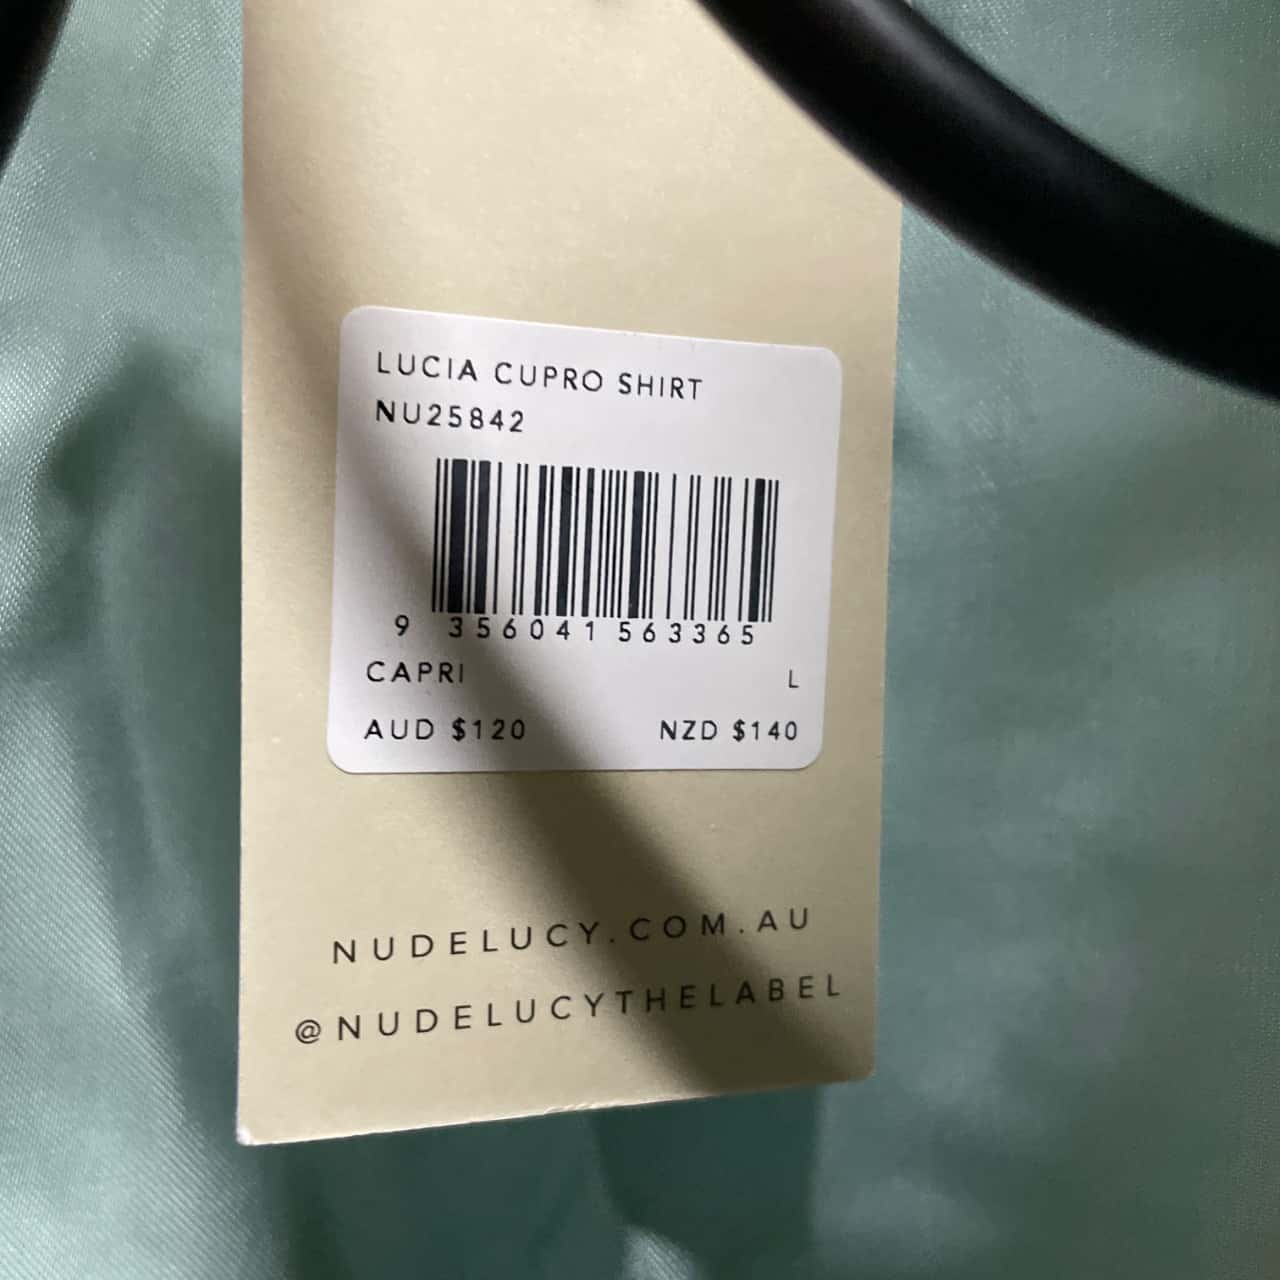 LUCIA CUPRO SHIRT
NU25842
9 356041 563365
CAPRI L
AUD $120 NZD $140
NUDELUCY.COM.AU
@NUDELUCYTHELABEL